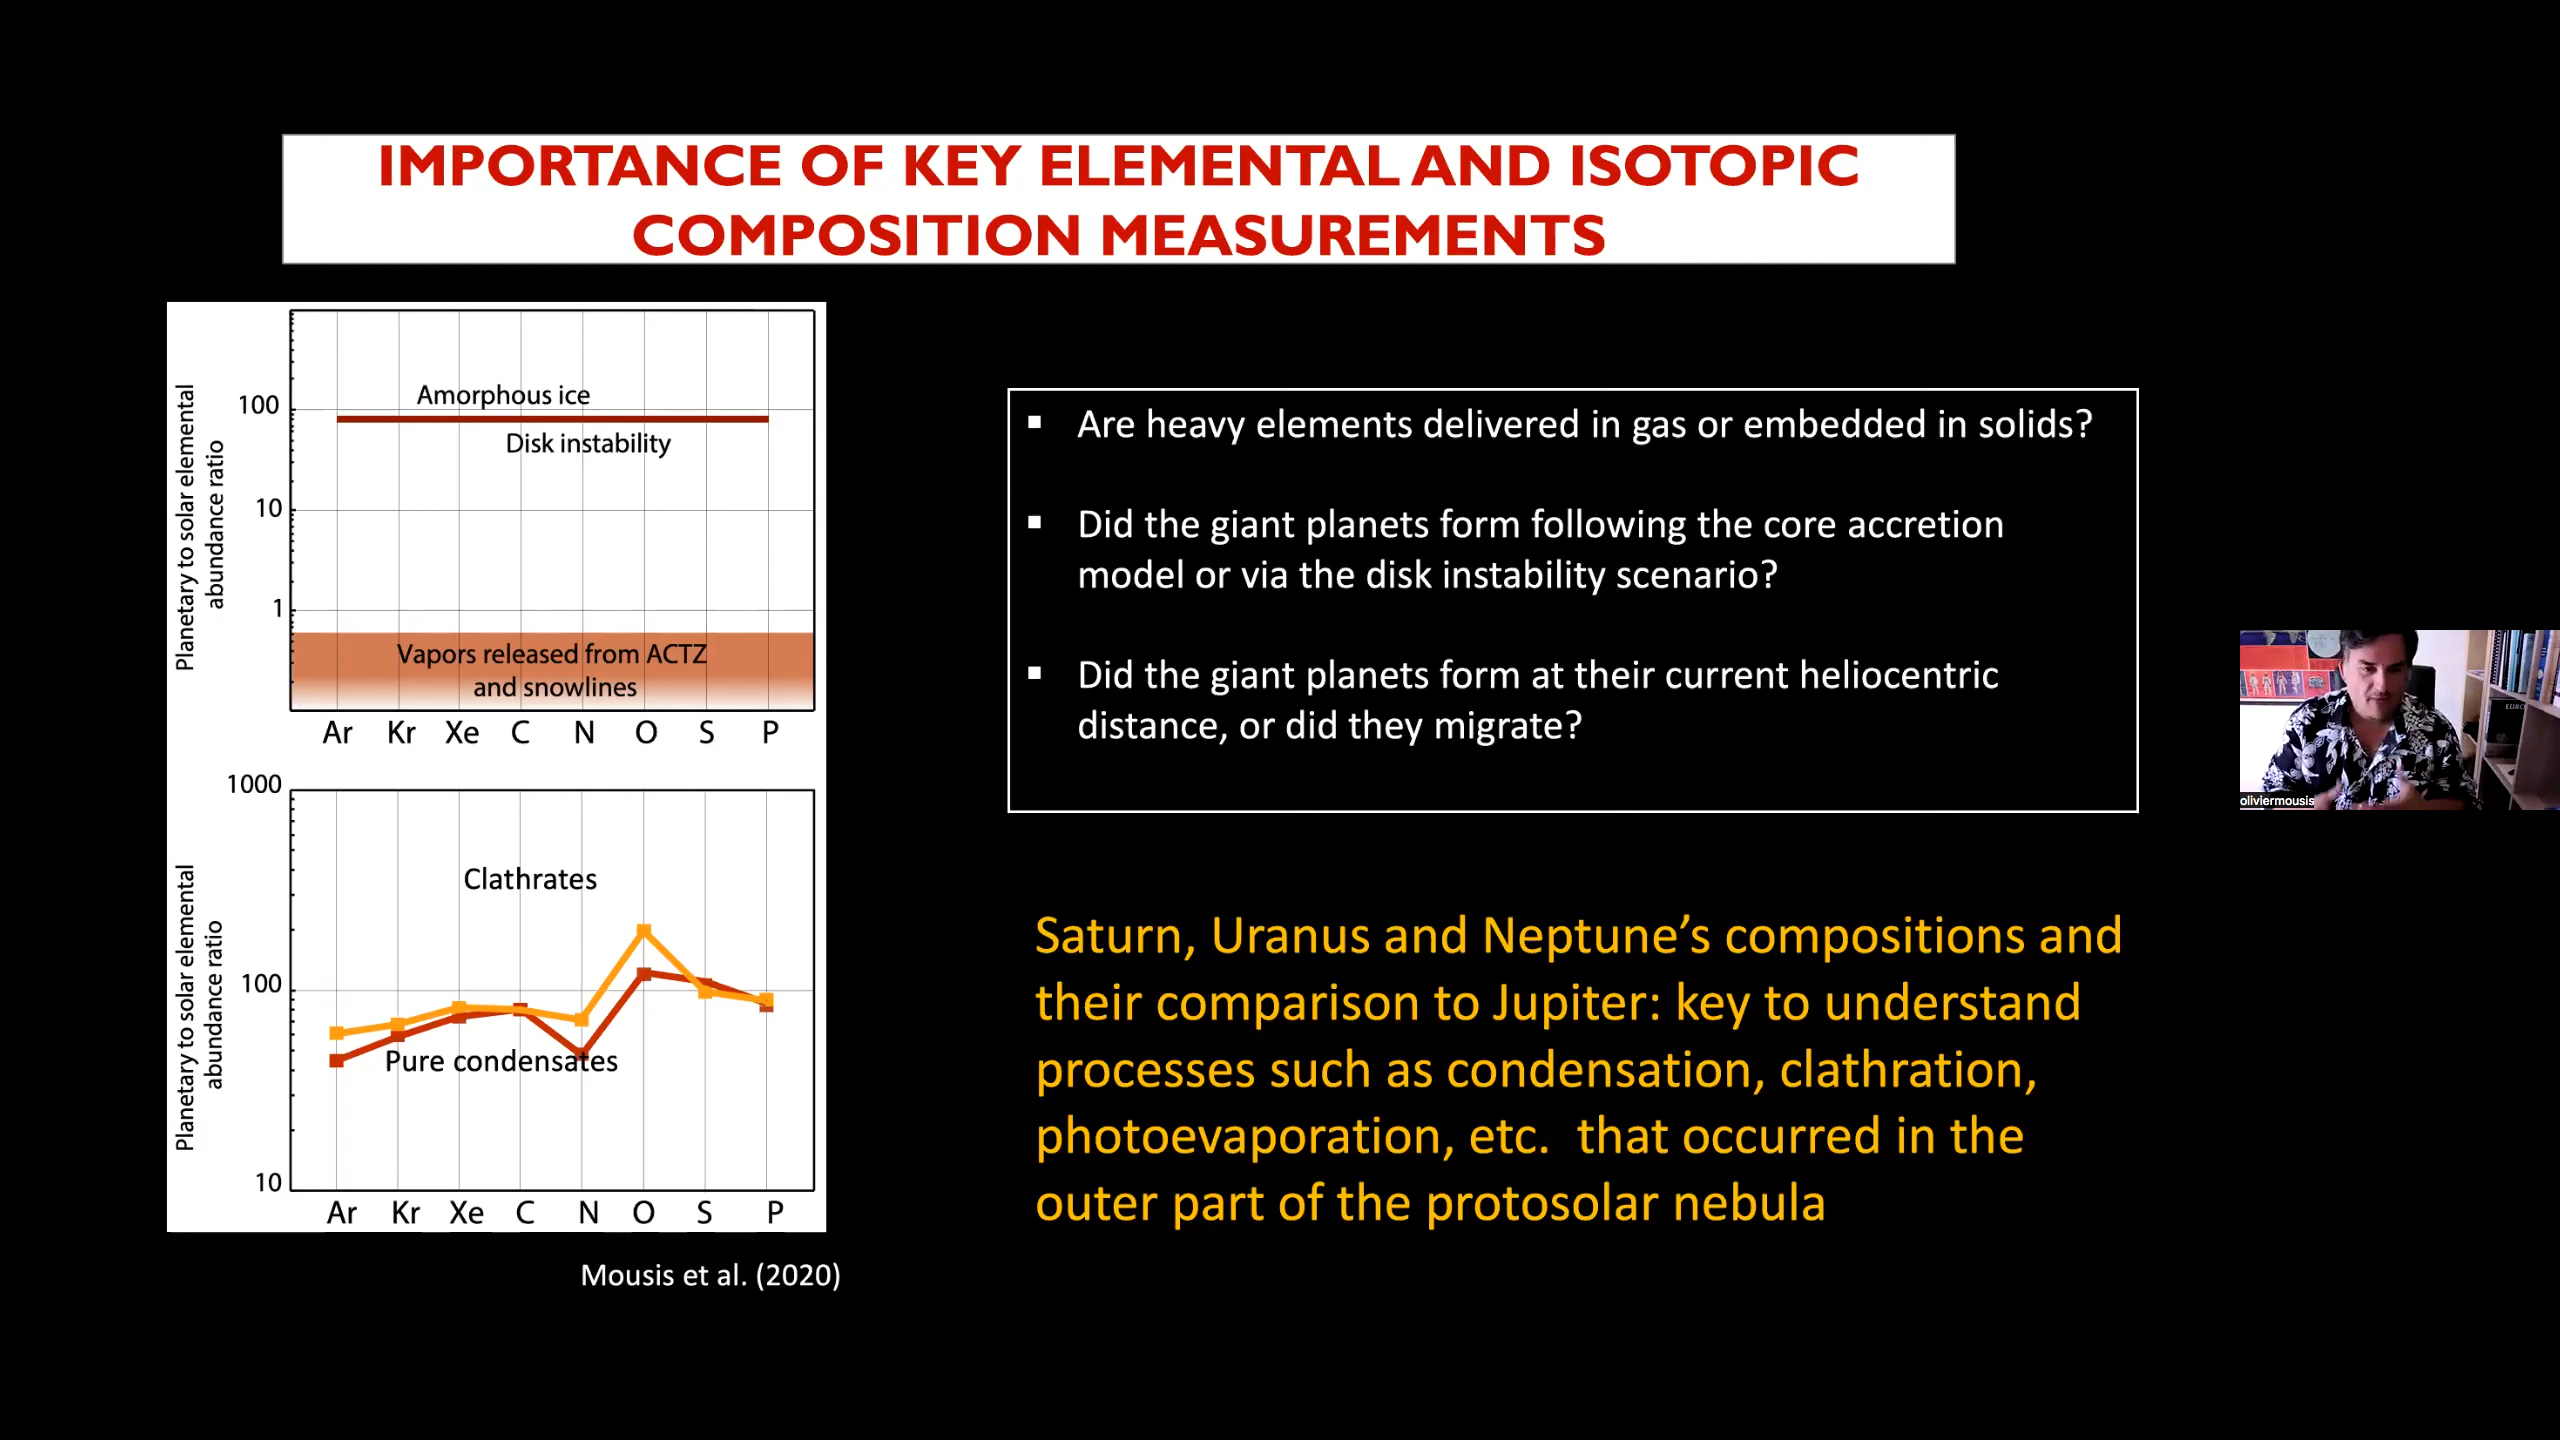 IMPORTANCE OF KEY ELEMENTAL AND ISOTOPIC
COMPOSITION MEASUREMENTS
Planetary to solar elemental
abundance ratio
100
10
1
Amorphous ice
Disk instability
Vapors released from ACTZ
and snowlines
Ar Kr Xe C N O S P
Planetary to solar elemental
abundance ratio
1000
100
10
Clathrates
Pure condensates
Ar Kr Xe C N O S P
Mousis et al. (2020)
▪ Are heavy elements delivered in gas or embedded in solids?
▪ Did the giant planets form following the core accretion
model or via the disk instability scenario?
▪ Did the giant planets form at their current heliocentric
distance, or did they migrate?
Saturn, Uranus and Neptune’s compositions and
their comparison to Jupiter: key to understand
processes such as condensation, clathration,
photoevaporation, etc.  that occurred in the
outer part of the protosolar nebula
EURO
oliviermousis